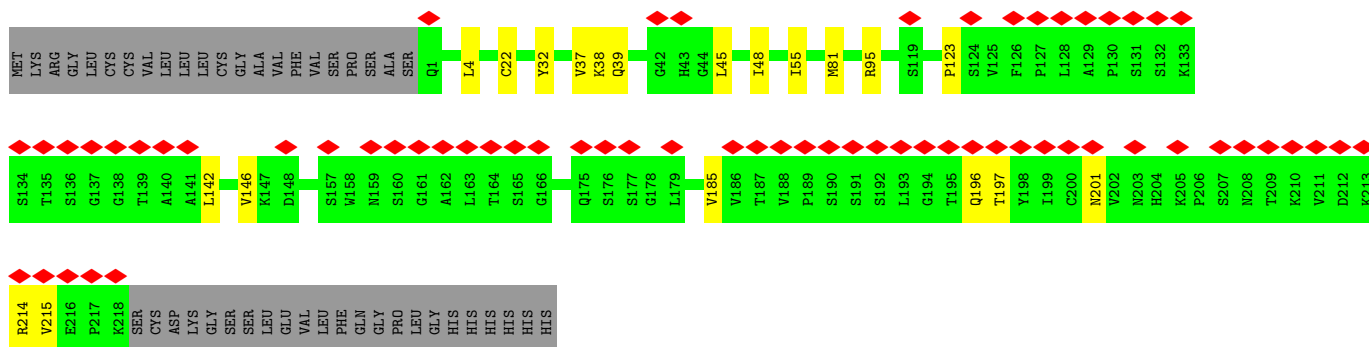 MET LYS ARG GLY LEU CYS CYS VAL LEU LEU LEU CYS GLY ALA VAL PHE VAL SER PRO SER ALA SER Q1 L4 C22 Y32 V37 K38 Q39 G42 H43 G44 L45 I48 I55 M81 R95 S119 P123 S124 V125 F126 P127 L128 A129 P130 S131 S132 K133
S134 T135 S136 G137 G138 T139 A140 A141 L142 V146 K147 D148 S157 W158 N159 S160 G161 A162 L163 T164 S165 G166 Q175 S176 S177 G178 L179 V185 V186 T187 V188 P189 S190 S191 S192 L193 G194 T195 Q196 T197 Y198 I199 C200 N201 V202 N203 H204 K205 P206 S207 N208 T209 K210 V211 D212 K213
R214 V215 E216 P217 K218 SER CYS ASP LYS GLY SER SER LEU GLU VAL LEU PHE GLN GLY PRO LEU GLY HIS HIS HIS HIS HIS HIS